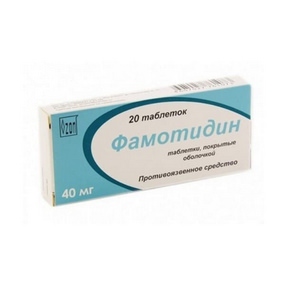 20 таблеток
Фамотидин
таблетки, покрытые
оболочкой
Противоязвенное средство
40 мг